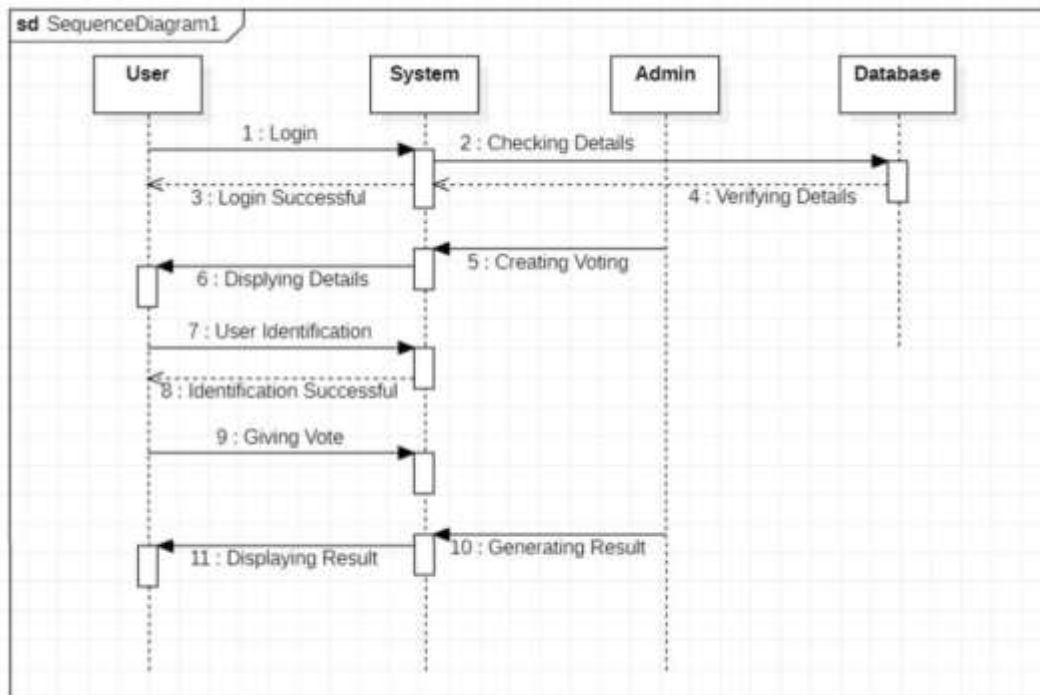 sd SequenceDiagram1
User
System
Admin
Database
1 : Login
2 : Checking Details
3 : Login Successful
4 : Verifying Details
5 : Creating Voting
6 : Displying Details
7 : User Identification
8 : Identification Successful
9 : Giving Vote
10 : Generating Result
11 : Displaying Result